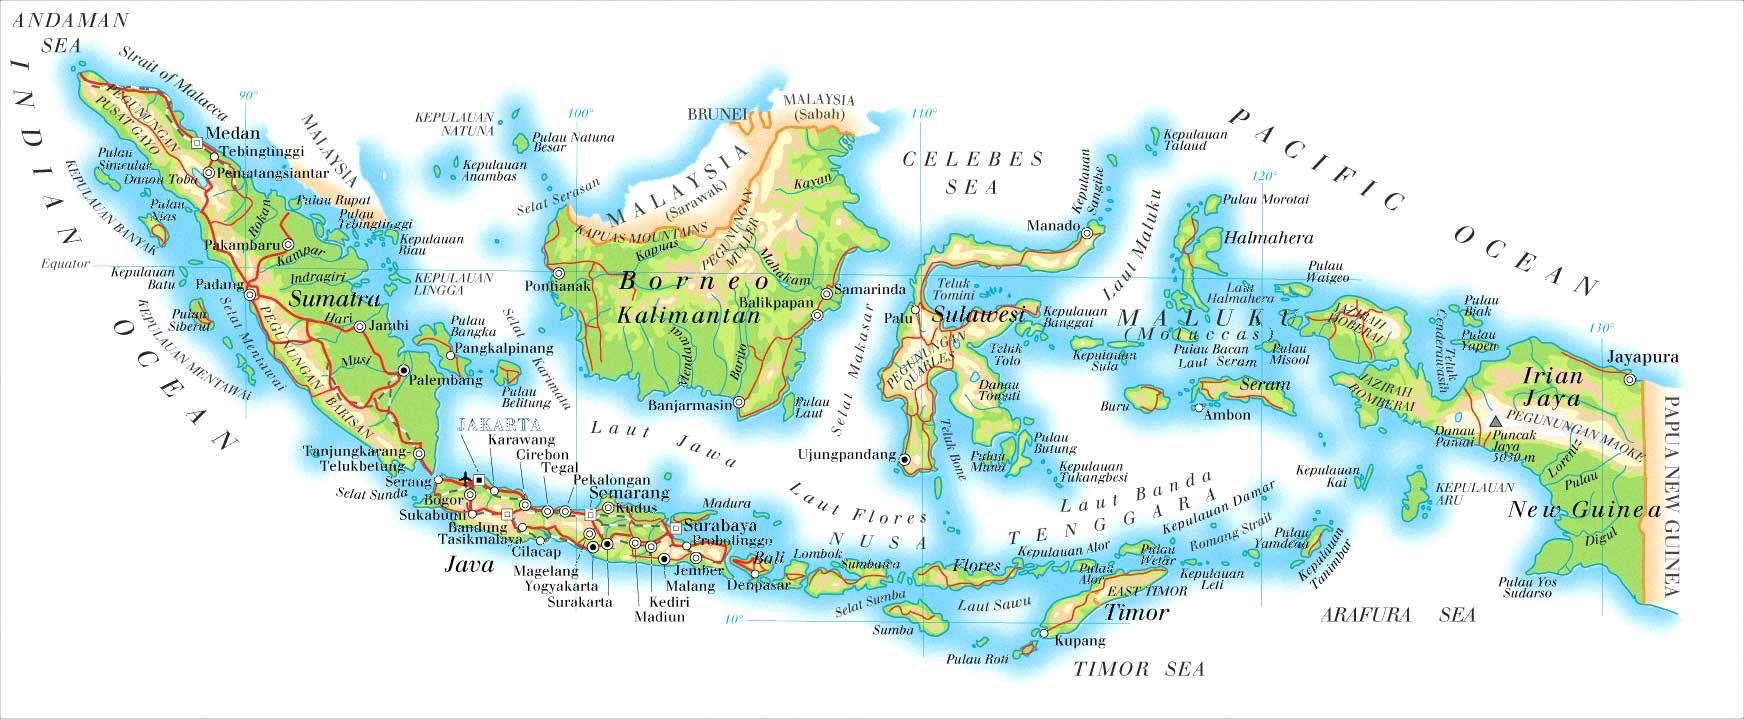 ANDAMAN
SEA
INDIAN
OCEAN
Strait of Malacca
90°
MALAYSIA
PEGUNUNGAN
PUSAT GAYO
Medan
Tebingtinggi
Pematangsiantar
Danau Toba
Pulau
KEPULAUAN BANYAK
Pulau
Nias
Pulau Rupat
Pulau
Tebingtinggi
Rokan
Pakambaru
Kampar
Kepulauan
Riau
Equator
Indragiri
KEPULAUAN
LINGGA
Kepulauan
Batu
Padang
Sumatra
Hari
Jambi
Pulau
Siberut
KEPULAUAN MENTAWAI
Selat Mentawai
PEGUNUNGAN
BARISAN
Musi
Palembang
Pulau
Bangka
Pangkalpinang
Pulau
Belitung
Selat
Karimata
Tanjungkarang-
Telukbetung
KEPULAUAN
NATUNA
Pulau Natuna
Besar
Kepulauan
Anambas
100°
Selat Serasan
BRUNEI
MALAYSIA
(Sabah)
MALAYSIA
(Sarawak)
KAPUAS MOUNTAINS
Kapuas
PEGUNUNGAN
MULLER
Kayan
Mahakam
Pontianak
Borneo
Kalimantan
Samarinda
Balikpapan
Mendawai
Barito
Banjarmasin
Pulau
Laut
Selat Makasar
110°
CELEBES
SEA
Manado
Kepulauan
Sangihe
Kepulauan
Talaud
Laut Maluku
Teluk
Tomini
Palu
Sulawesi
Kepulauan
Banggai
PEGUNUNGAN
QUARLES
Teluk
Tolo
Danau
Towuti
Ujungpandang
Teluk Bone
Pulau
Muna
Pulau
Butung
Kepulauan
Tukangbesi
PACIFIC
OCEAN
120°
Pulau Morotai
Halmahera
Laut
Halmahera
Pulau
Waigeo
MALUKU
(Moluccas)
Kepulauan
Sula
Pulau Bacan
Laut Seram
Pulau
Misool
Buru
Seram
Ambon
JAZIRAH
DOBERAI
JAZIRAH
BOMBERAI
Teluk
Cenderawasih
Pulau
Biak
Pulau
Yapen
130°
Jayapura
Irian
Jaya
PEGUNUNGAN MAOKE
Danau
Paniai
Puncak
Jaya
5030 m
Lorentz
Pulau
New Guinea
Digul
PAPUA NEW GUINEA
Pulau Yos
Sudarso
KEPULAUAN
ARU
Kepulauan
Kai
Laut Jawa
Laut Flores
Laut Banda
JAKARTA
Karawang
Cirebon
Tegal
Pekalongan
Semarang
Kudus
Serang
Selat Sunda
Bogor
Sukabumi
Bandung
Tasikmalaya
Cilacap
Java
Magelang
Yogyakarta
Surakarta
Madiun
Kediri
Malang
Jember
Madura
Surabaya
Probolinggo
Bali
Denpasar
Lombok
Sumbawa
NUSA
TENGGARA
Flores
Selat Sumba
Sumba
Laut Sawu
10°
Kepulauan Alor
Pulau
Alor
Pulau
Wetar
Kepulauan Damar
Romang Strait
Kepulauan
Leti
Pulau
Yamdena
Kepulauan
Tanimbar
EAST TIMOR
Timor
Kupang
Pulau Roti
TIMOR SEA
ARAFURA SEA